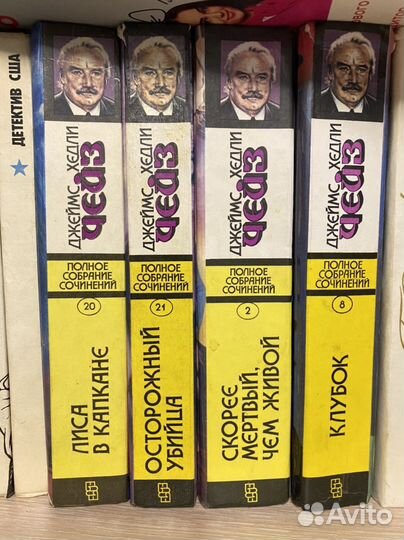 ДЕТЕКТИВ США
ДЖЕЙМС ХЕДЛИ
ЧЕЙЗ
ПОЛНОЕ
СОБРАНИЕ
СОЧИНЕНИЙ
20
ЛИСА
В КАПКАНЕ
ДЖЕЙМС ХЕДЛИ
ЧЕЙЗ
ПОЛНОЕ
СОБРАНИЕ
СОЧИНЕНИЙ
21
ОСТОРОЖНЫЙ
УБИЙЦА
ДЖЕЙМС ХЕДЛИ
ЧЕЙЗ
ПОЛНОЕ
СОБРАНИЕ
СОЧИНЕНИЙ
2
СКОРЕЕ
МЕРТВЫЙ,
ЧЕМ ЖИВОЙ
ДЖЕЙМС ХЕДЛИ
ЧЕЙЗ
ПОЛНОЕ
СОБРАНИЕ
СОЧИНЕНИЙ
8
КЛУБОК
Avito